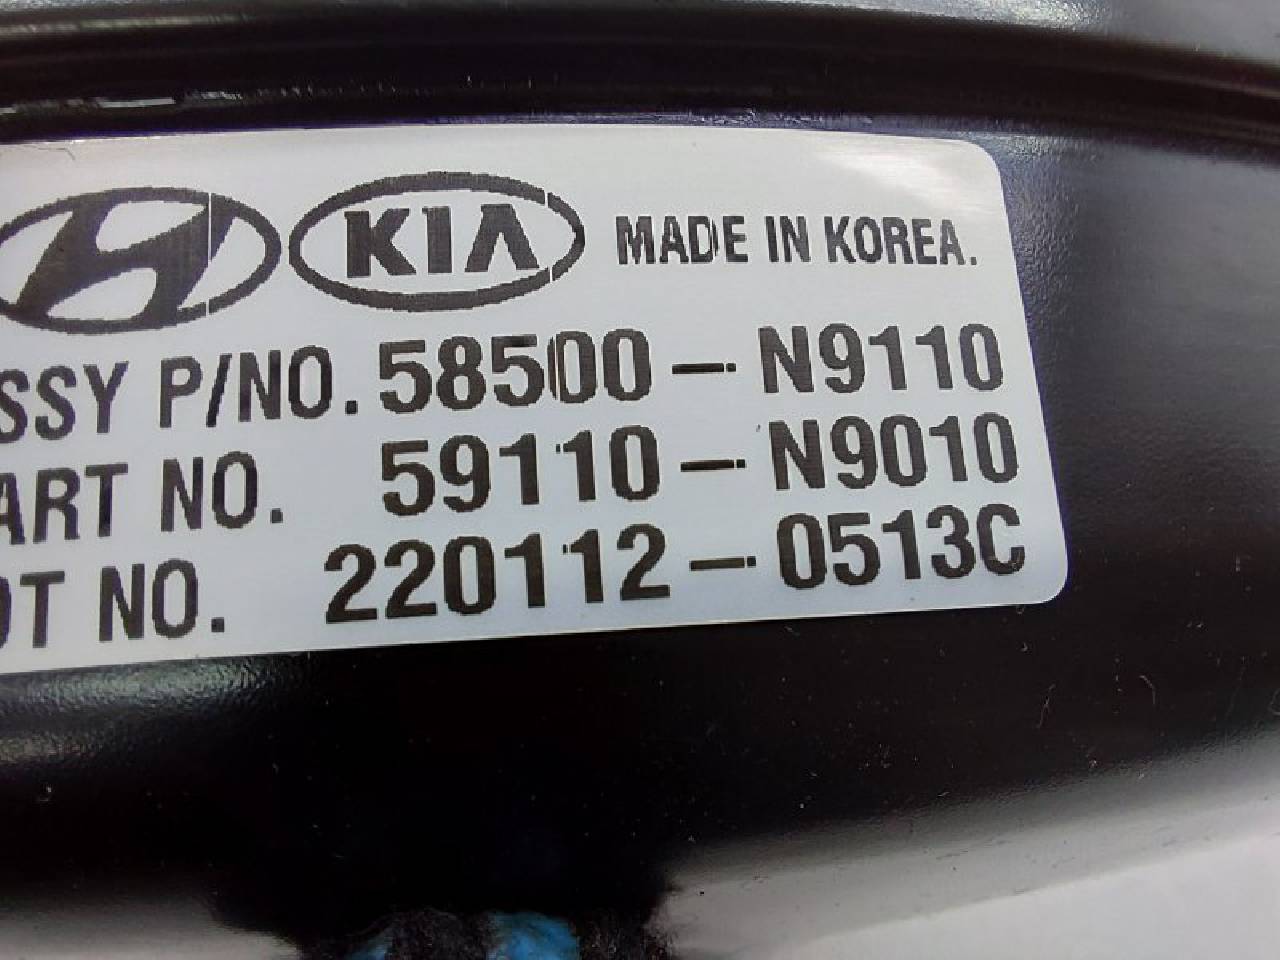 KIA MADE IN KOREA.
SSY P/NO. 58500-N9110
ART NO. 59110-N9010
OT NO. 220112-0513C